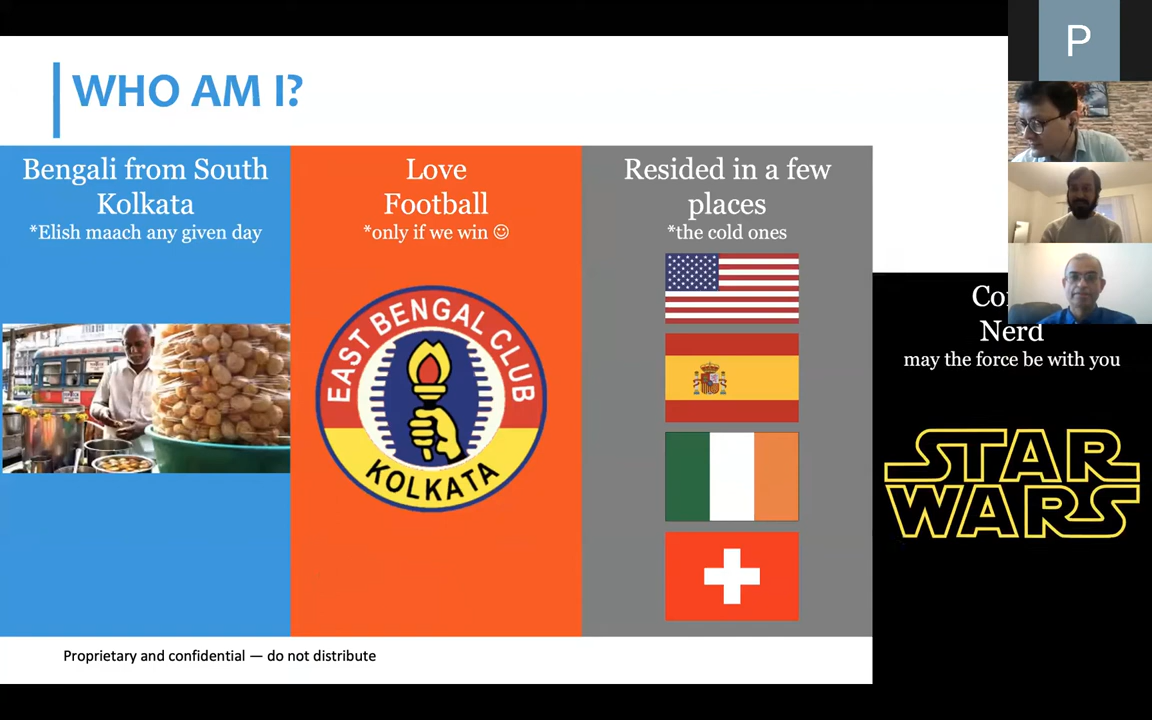 WHO AM I?
P
Bengali from South
Kolkata
*Elish maach any given day
Love
Football
*only if we win ☺
EAST BENGAL CLUB
KOLKATA
Resided in a few
places
*the cold ones
Nerd
may the force be with you
STAR
WARS
Proprietary and confidential — do not distribute